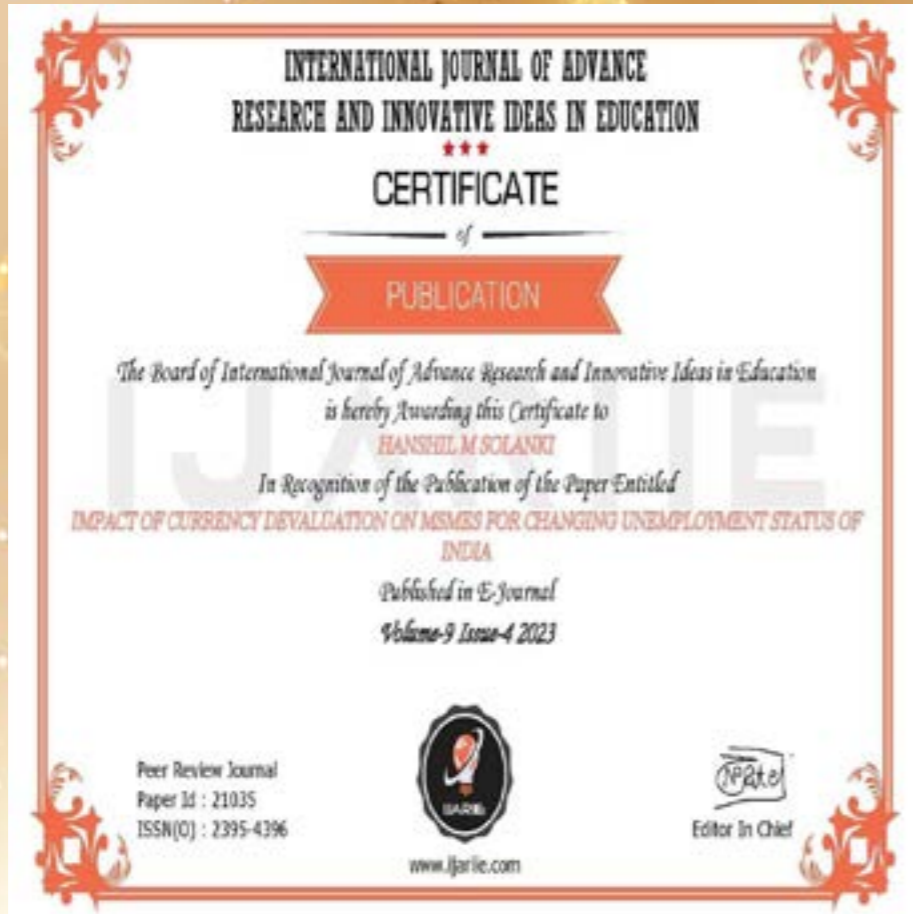 INTERNATIONAL JOURNAL OF ADVANCE
RESEARCH AND INNOVATIVE IDEAS IN EDUCATION
CERTIFICATE
of
PUBLICATION
The Board of International Journal of Advance Research and Innovative Ideas in Education
is hereby Awarding this Certificate to
HANSHIL M SOLANKI
In Recognition of the Publication of the Paper Entitled
IMPACT OF CURRENCY DEVALUATION ON MSMES FOR CHANGING UNEMPLOYMENT STATUS OF
INDIA
Published in E-Journal
Volume-9 Issue-4 2023
IJARIIE
Peer Review Journal
Paper Id : 21035
ISSN(O) : 2395-4396
IJARIIE
www.ijariie.com
Editor In Chief